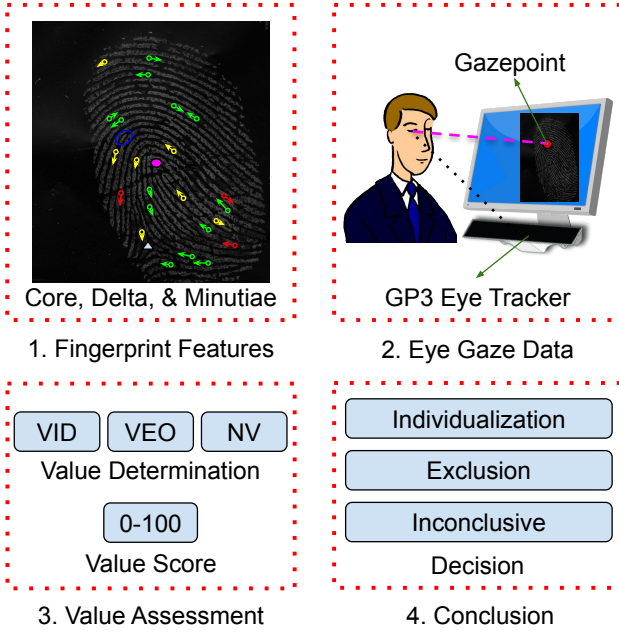 Core, Delta, & Minutiae
1. Fingerprint Features
Gazepoint
GP3 Eye Tracker
2. Eye Gaze Data
VID VEO NV
Value Determination
0-100
Value Score
3. Value Assessment
Individualization
Exclusion
Inconclusive
Decision
4. Conclusion